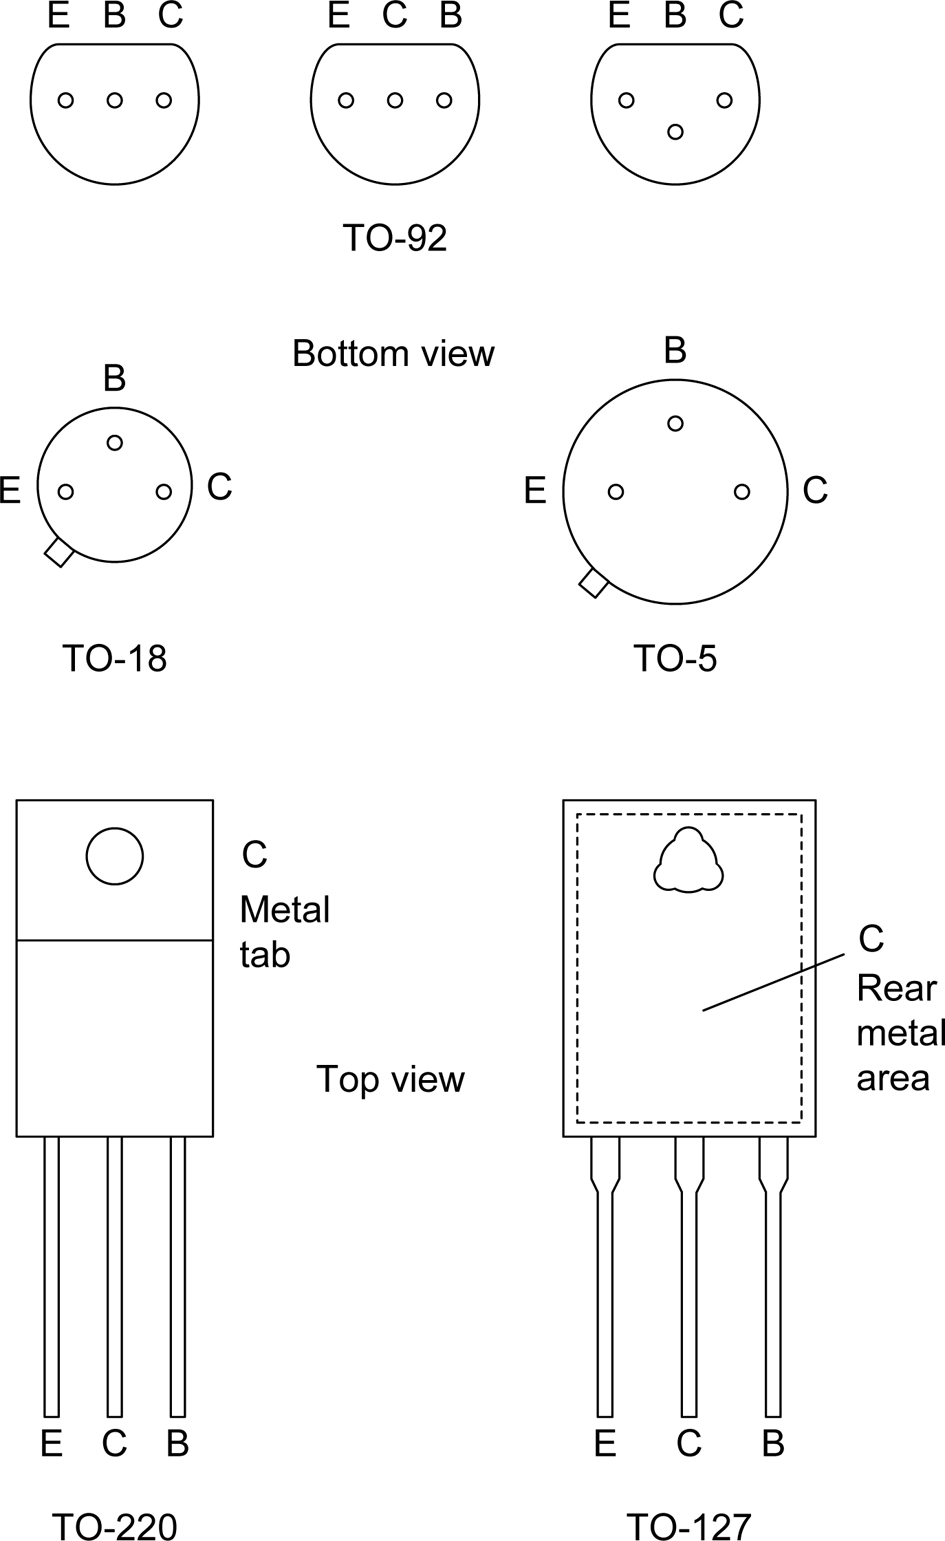 E B C
E C B
E B C
TO-92
Bottom view
B
E
C
TO-18
B
E
C
TO-5
C
Metal
tab
C
Rear
metal
area
Top view
E C B
TO-220
E C B
TO-127